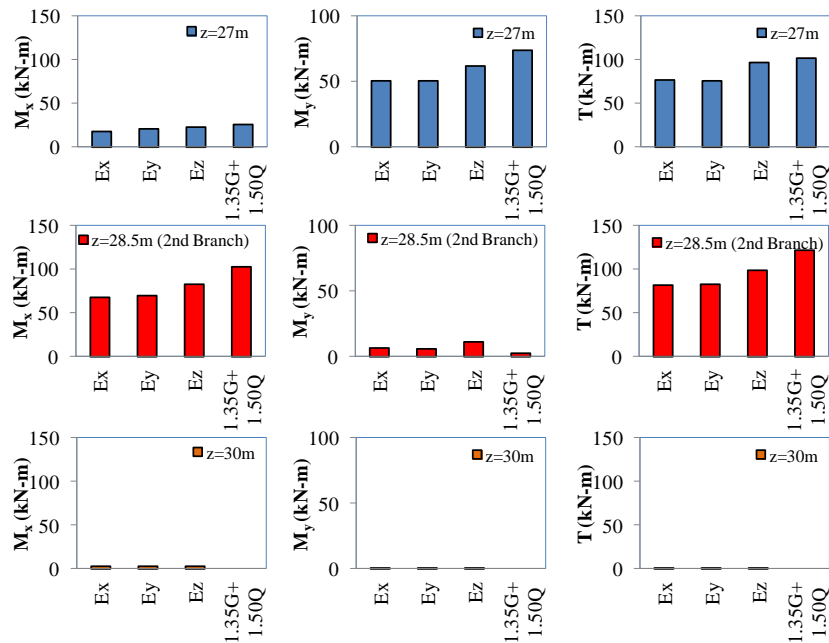 150
100
50
0
M_x (kN-m)
z=27m
Ex
Ey
Ez
1.35G+
1.50Q
100
50
0
M_y (kN-m)
z=27m
Ex
Ey
Ez
1.35G+
1.50Q
150
100
50
0
T (kN-m)
z=27m
Ex
Ey
Ez
1.35G+
1.50Q
150
100
50
0
M_x (kN-m)
z=28.5m (2nd Branch)
Ex
Ey
Ez
1.35G+
1.50Q
100
50
0
M_y (kN-m)
z=28.5m (2nd Branch)
Ex
Ey
Ez
1.35G+
1.50Q
150
100
50
0
T (kN-m)
z=28.5m (2nd Branch)
Ex
Ey
Ez
1.35G+
1.50Q
150
100
50
0
M_x (kN-m)
z=30m
Ex
Ey
Ez
1.35G+
1.50Q
100
50
0
M_y (kN-m)
z=30m
Ex
Ey
Ez
1.35G+
1.50Q
150
100
50
0
T (kN-m)
z=30m
Ex
Ey
Ez
1.35G+
1.50Q